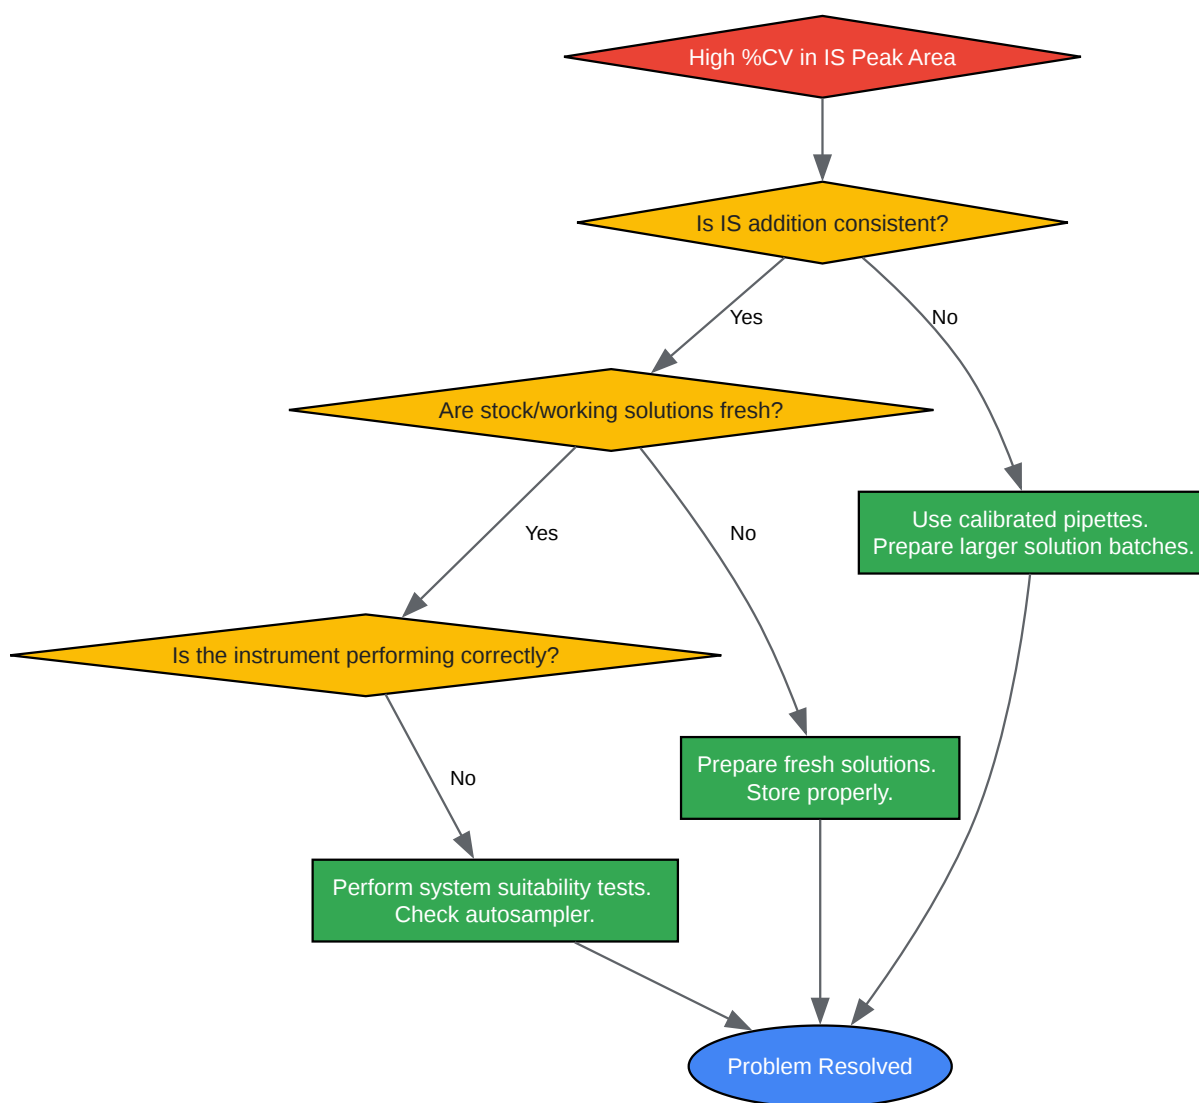 High %CV in IS Peak Area
Is IS addition consistent?
Yes
No
Are stock/working solutions fresh?
Use calibrated pipettes.
Prepare larger solution batches.
Yes
No
Is the instrument performing correctly?
Prepare fresh solutions.
Store properly.
No
Perform system suitability tests.
Check autosampler.
Problem Resolved